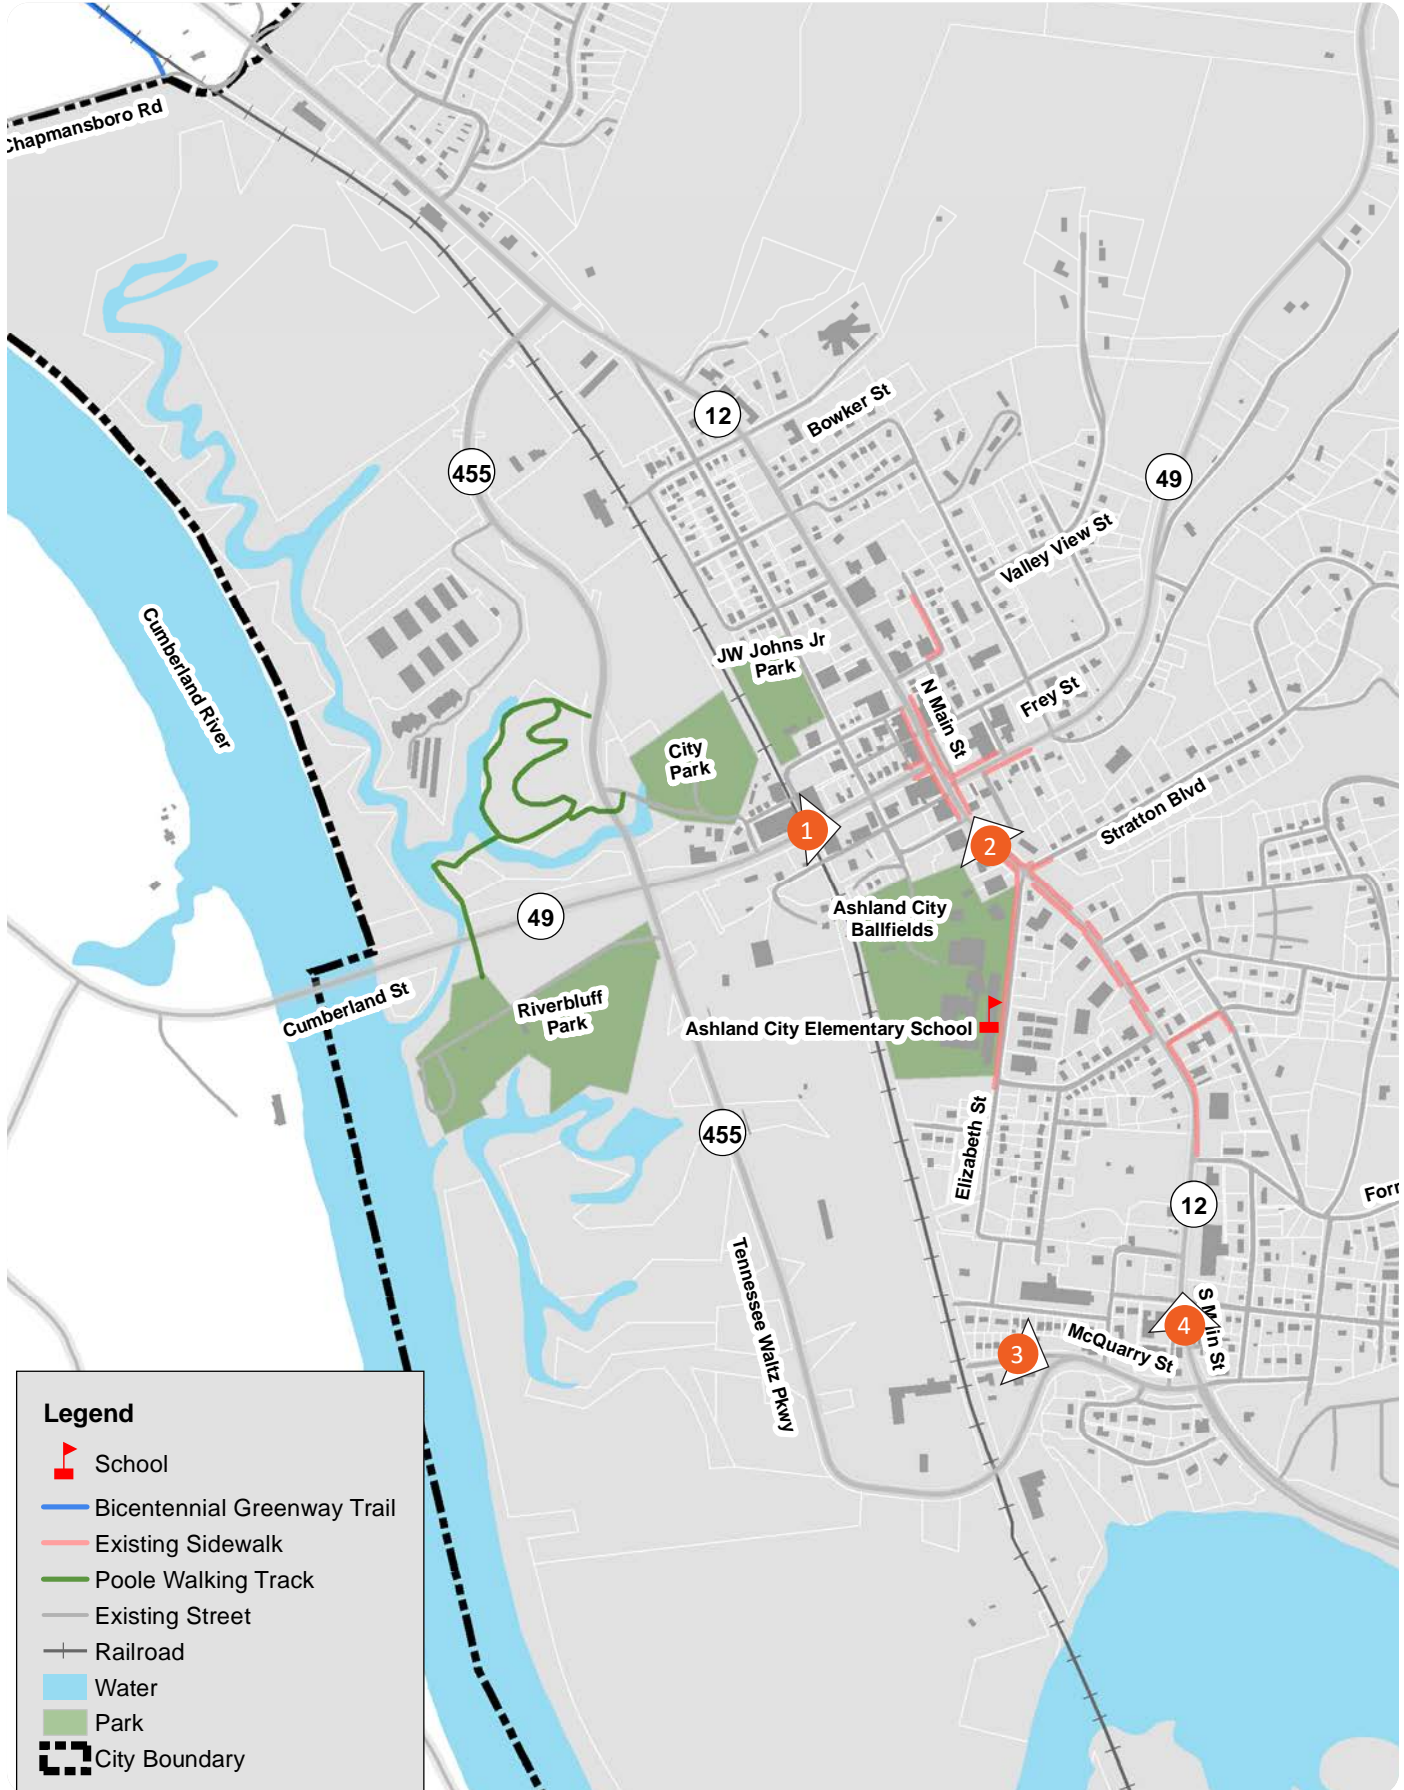 Chapmansboro Rd
12
Bowker St
455
49
Valley View St
Cumberland River
JW Johns Jr
Park
N Main St
Frey St
City
Park
Stratton Blvd
1
2
49
Ashland City
Ballfields
Cumberland St
Riverbluff
Park
Ashland City Elementary School
455
Elizabeth St
12
Forr
Tennessee Waltz Pkwy
S Main St
McQuarry St
3
4
Legend
School
Bicentennial Greenway Trail
Existing Sidewalk
Poole Walking Track
Existing Street
Railroad
Water
Park
City Boundary